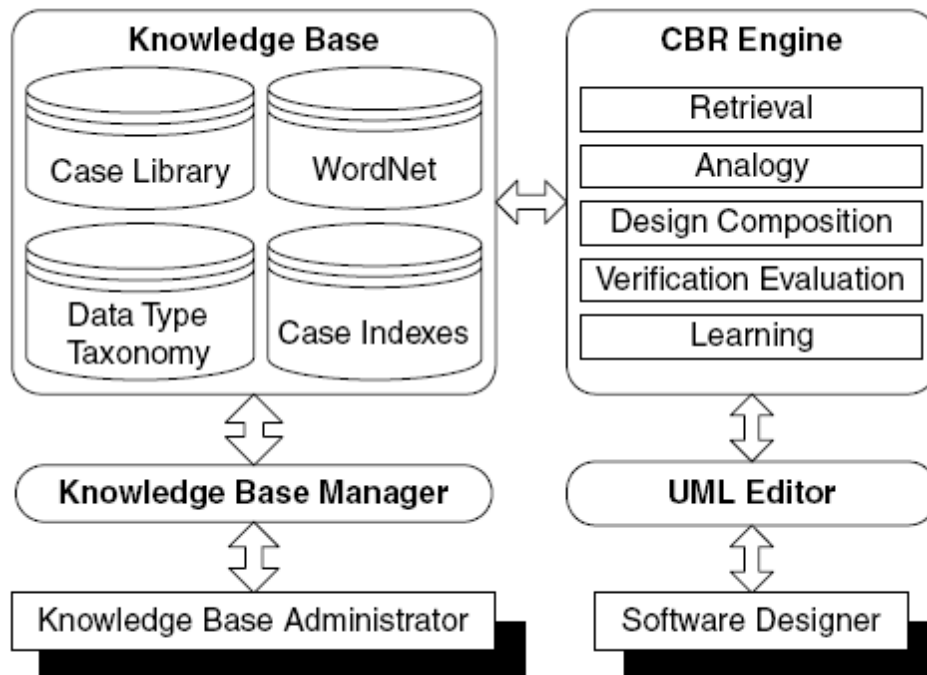 Knowledge Base
Case Library
WordNet
Data Type
Taxonomy
Case Indexes
CBR Engine
Retrieval
Analogy
Design Composition
Verification Evaluation
Learning
Knowledge Base Manager
UML Editor
Knowledge Base Administrator
Software Designer